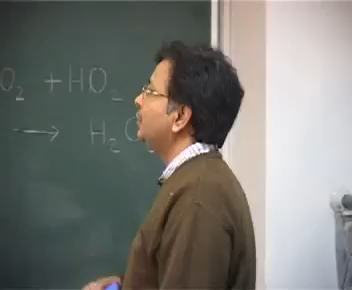 O₂ + HO₂
→ H₂O